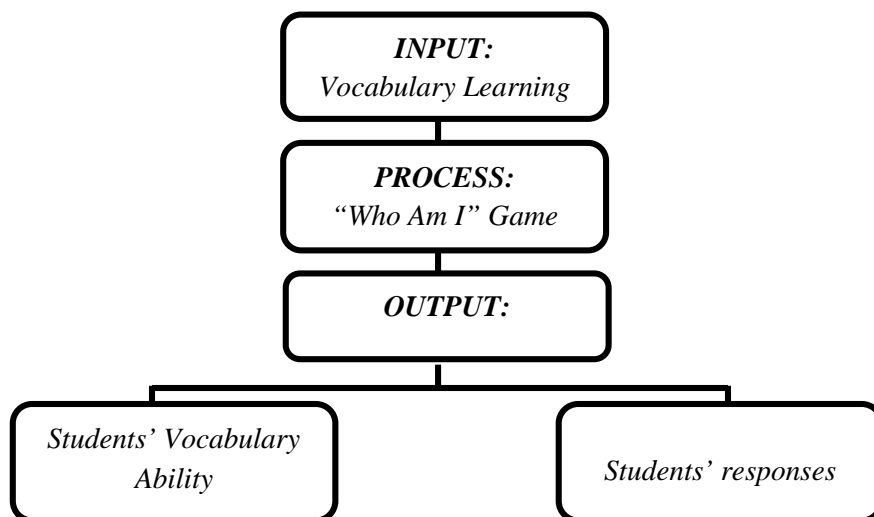 INPUT:
Vocabulary Learning
PROCESS:
“Who Am I” Game
OUTPUT:
Students’ Vocabulary
Ability
Students’ responses